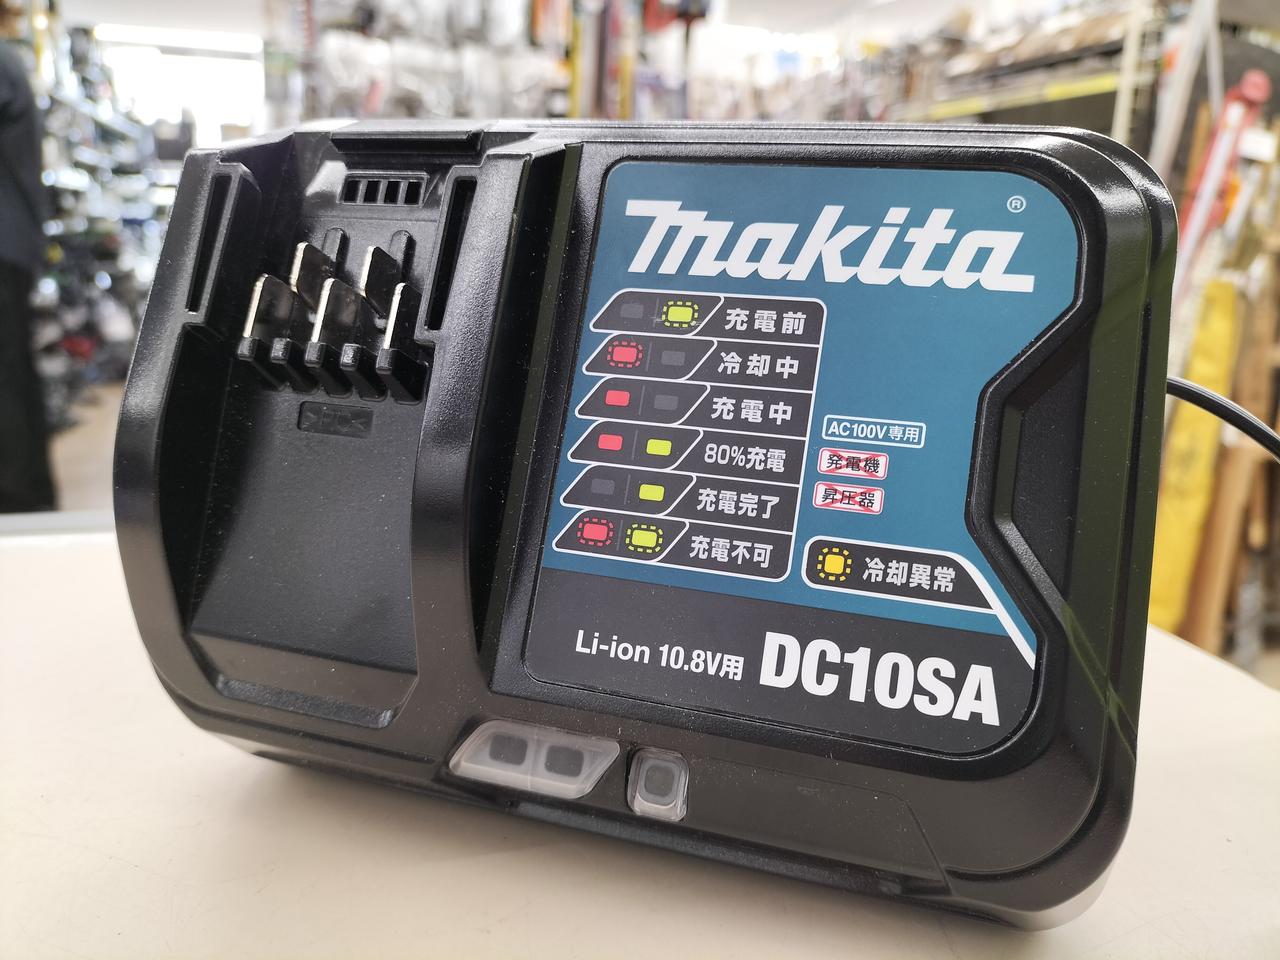 makita®
充電前
冷却中
充電中
80%充電
充電完了
充電不可
AC100V専用
発電機
昇圧器
冷却異常
Li-ion 10.8V用 DC10SA